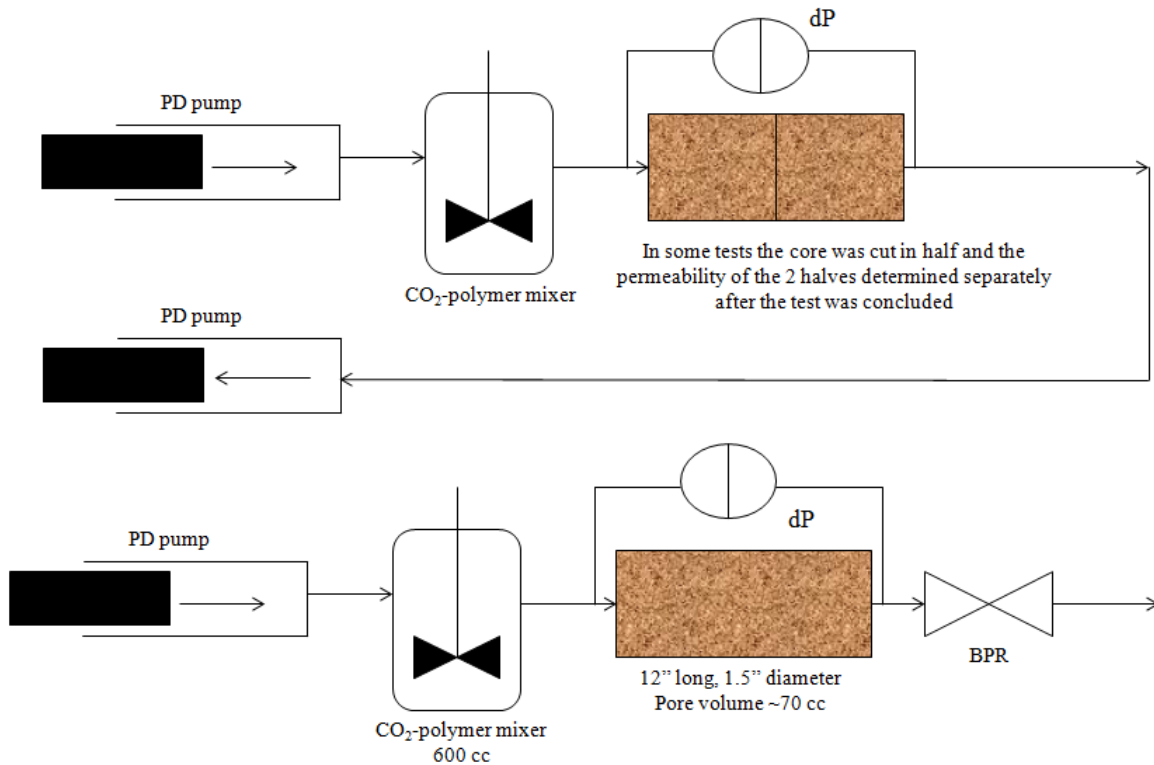 dP
PD pump
In some tests the core was cut in half and the
permeability of the 2 halves determined separately
after the test was concluded
CO₂-polymer mixer
PD pump
dP
PD pump
BPR
12” long, 1.5” diameter
Pore volume ~70 cc
CO₂-polymer mixer
600 cc